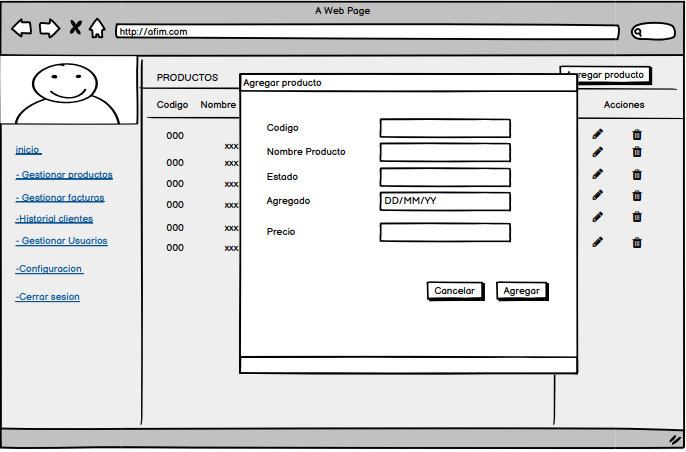 A Web Page
http://afim.com
PRODUCTOS
Agregar producto
Agregar producto
Codigo Nombre
Acciones
inicio
- Gestionar productos
- Gestionar facturas
-Historial clientes
- Gestionar Usuarios
-Configuracion
-Cerrar sesion
000
xxx
000
xxx
000
xxx
000
xxx
000
xxx
000
xxx
Codigo
Nombre Producto
Estado
Agregado DD/MM/YY
Precio
Cancelar Agregar